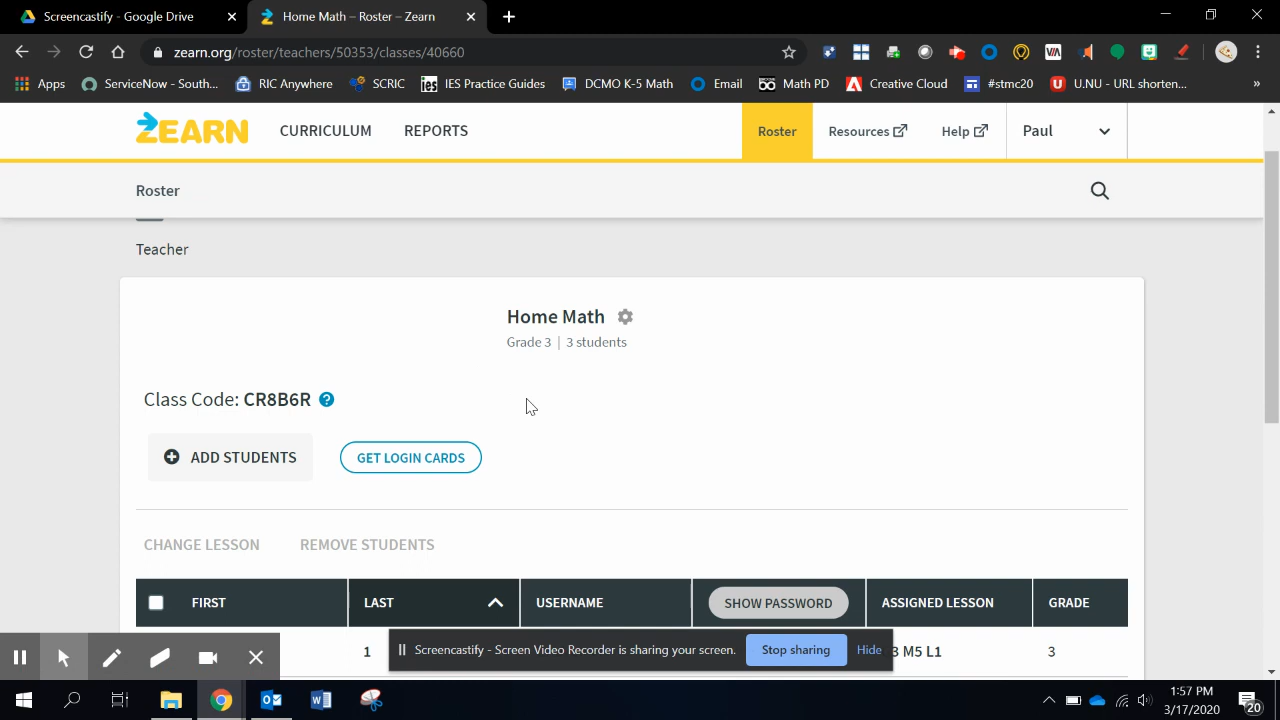 Screencastify - Google Drive
Home Math – Roster – Zearn
zearn.org/roster/teachers/50353/classes/40660
Apps ServiceNow - South... RIC Anywhere SCRIC IES Practice Guides DCMO K-5 Math Email Math PD Creative Cloud #stmc20 U.NU - URL shorten... »
ZEARN CURRICULUM REPORTS Roster Resources Help Paul
Roster
Teacher
Home Math
Grade 3 | 3 students
Class Code: CR8B6R ?
ADD STUDENTS GET LOGIN CARDS
CHANGE LESSON REMOVE STUDENTS
FIRST LAST USERNAME SHOW PASSWORD ASSIGNED LESSON GRADE
1 3 M5 L1 3
Screencastify - Screen Video Recorder is sharing your screen. Stop sharing Hide
1:57 PM
3/17/2020
20